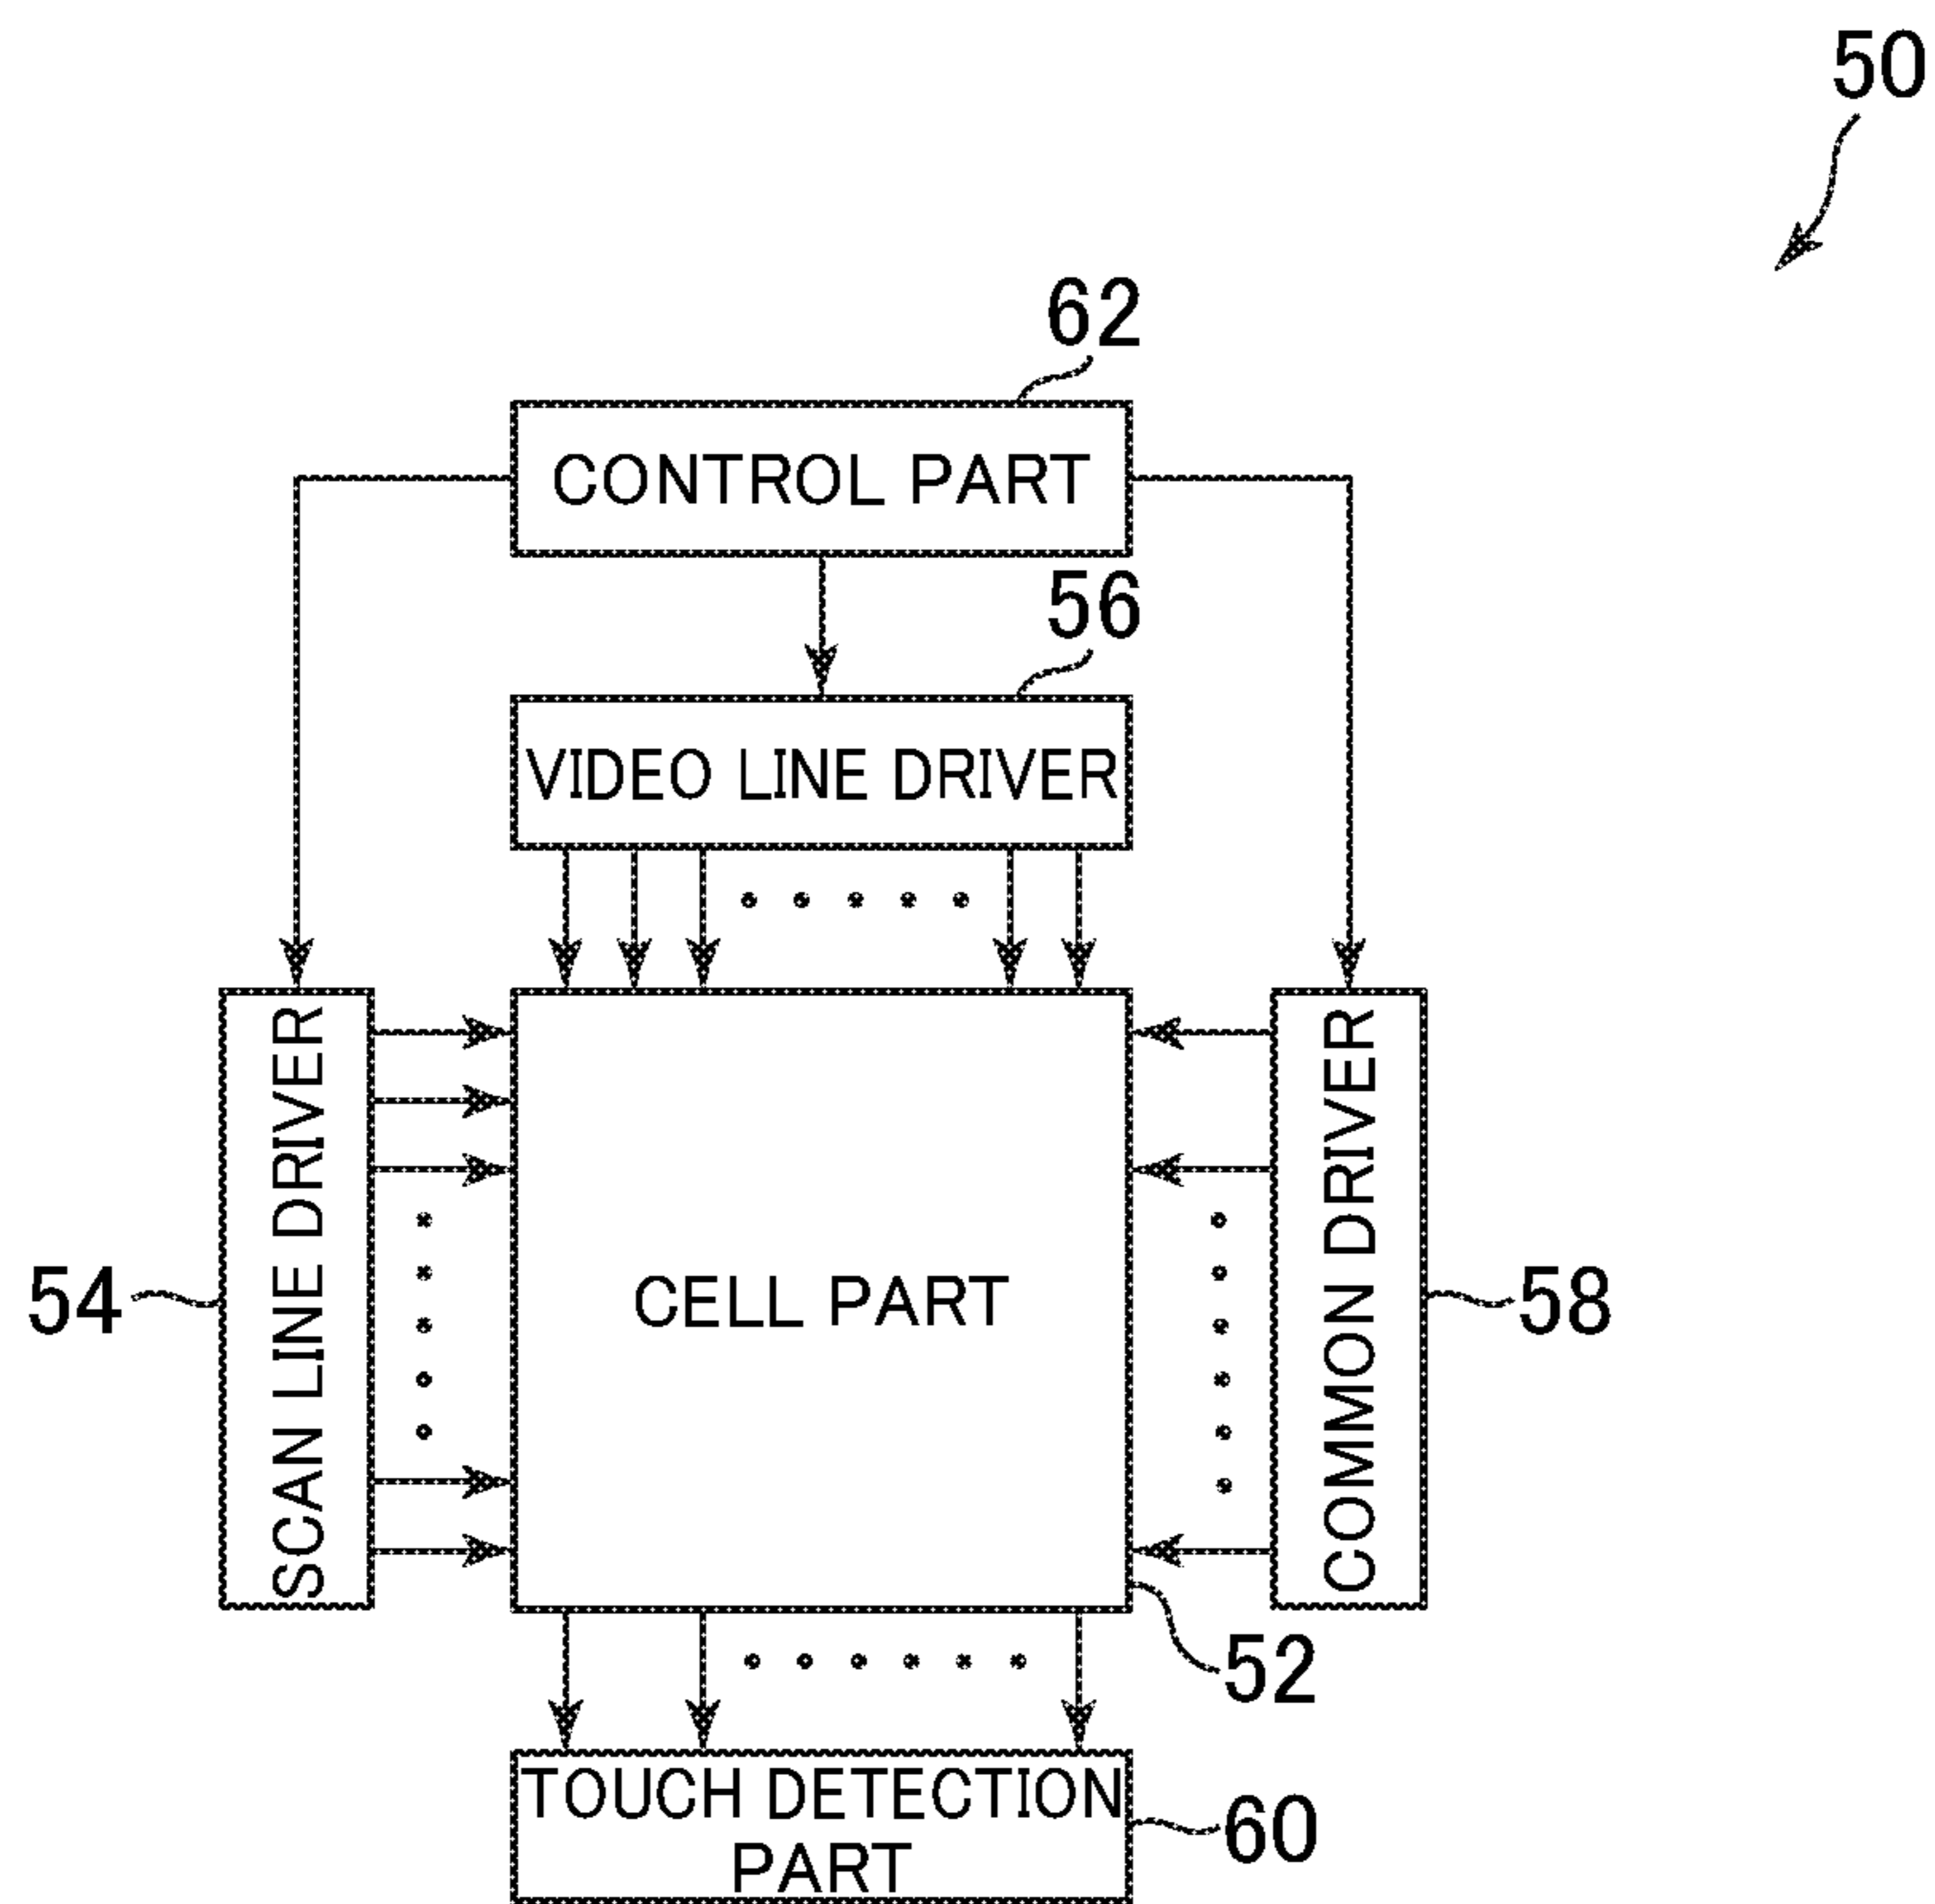 50
62
CONTROL PART
56
VIDEO LINE DRIVER
SCAN LINE DRIVER
54
CELL PART
COMMON DRIVER
58
52
TOUCH DETECTION
PART
60